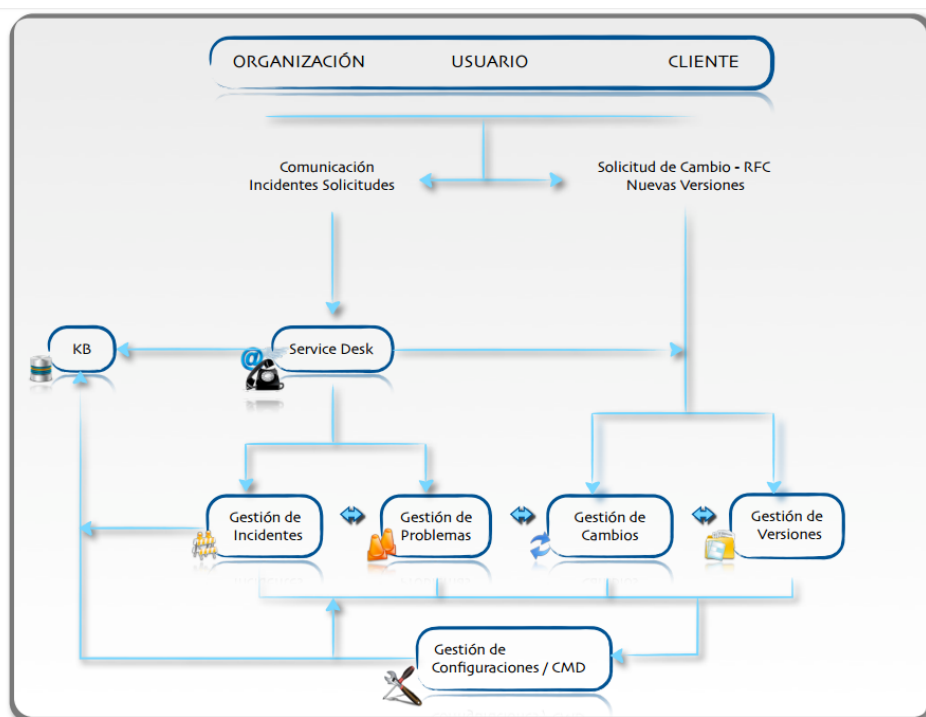 ORGANIZACIÓN USUARIO CLIENTE
Comunicación
Incidentes Solicitudes
Solicitud de Cambio - RFC
Nuevas Versiones
KB
Service Desk
Gestión de
Incidentes
Gestión de
Problemas
Gestión de
Cambios
Gestión de
Versiones
Gestión de
Configuraciones / CMD